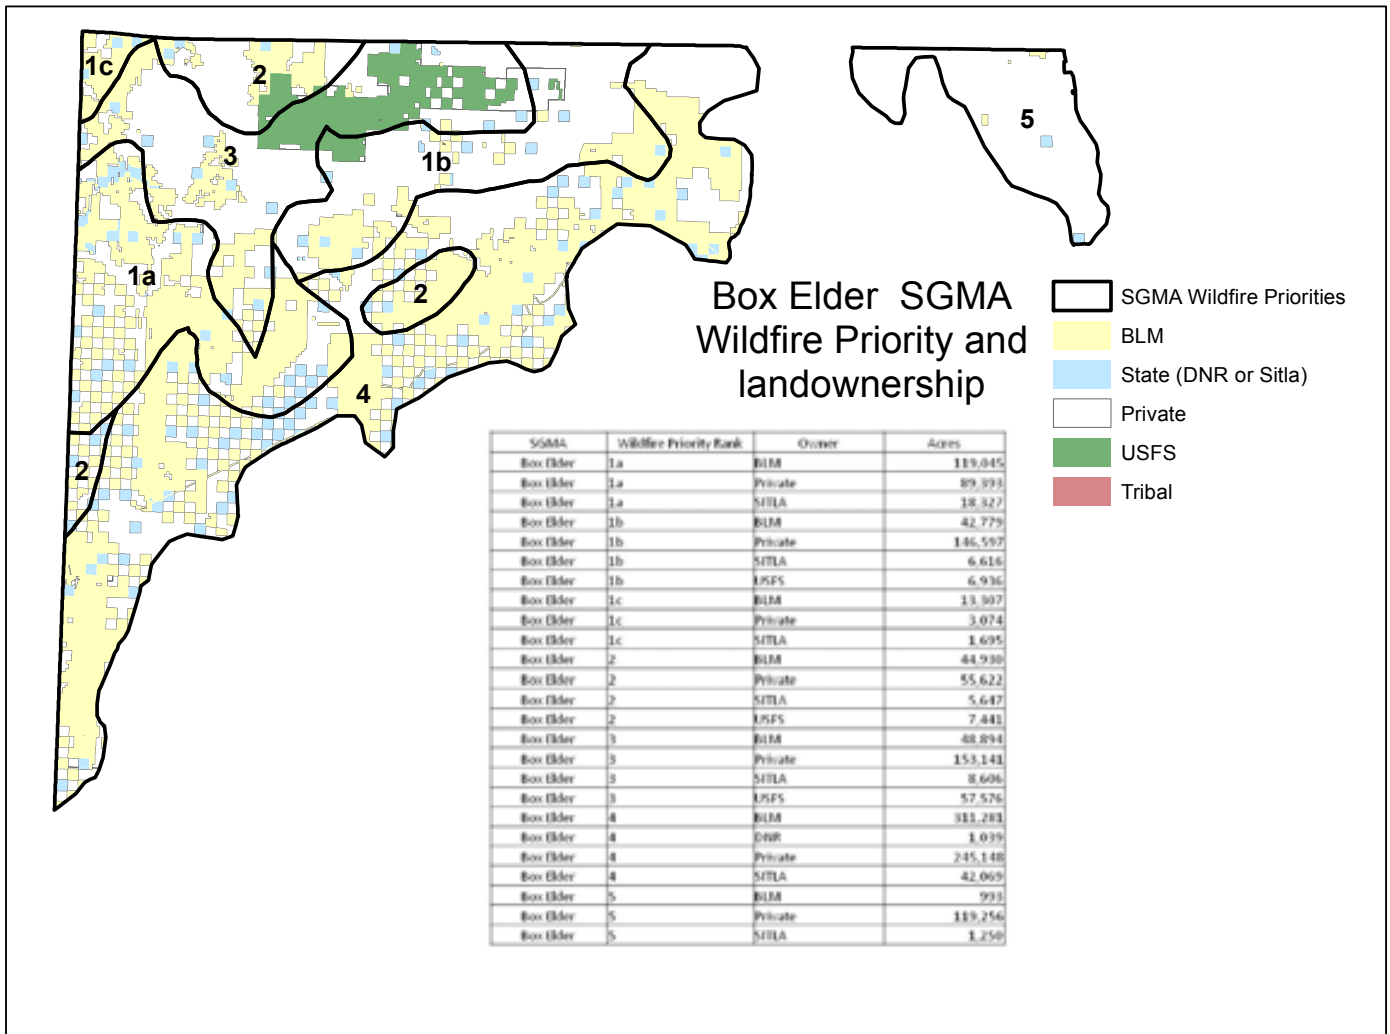 1c
2
3
1b
5
1a
2
4
2
Box Elder SGMA
Wildfire Priority and
landownership
SGMA Wildfire Priorities
BLM
State (DNR or Sitla)
Private
USFS
Tribal
SGMA Wildfire Priority Rank Owner Acres
Box Elder 1a BLM 119,045
Box Elder 1a Private 89,393
Box Elder 1a SITLA 18,327
Box Elder 1b BLM 42,779
Box Elder 1b Private 146,597
Box Elder 1b SITLA 6,616
Box Elder 1b USFS 6,936
Box Elder 1c BLM 13,307
Box Elder 1c Private 3,074
Box Elder 1c SITLA 1,695
Box Elder 2 BLM 44,930
Box Elder 2 Private 55,622
Box Elder 2 SITLA 5,647
Box Elder 2 USFS 7,441
Box Elder 3 BLM 48,894
Box Elder 3 Private 153,141
Box Elder 3 SITLA 8,606
Box Elder 3 USFS 57,576
Box Elder 4 BLM 311,281
Box Elder 4 DNR 1,039
Box Elder 4 Private 245,148
Box Elder 4 SITLA 42,069
Box Elder 5 BLM 993
Box Elder 5 Private 119,256
Box Elder 5 SITLA 1,250